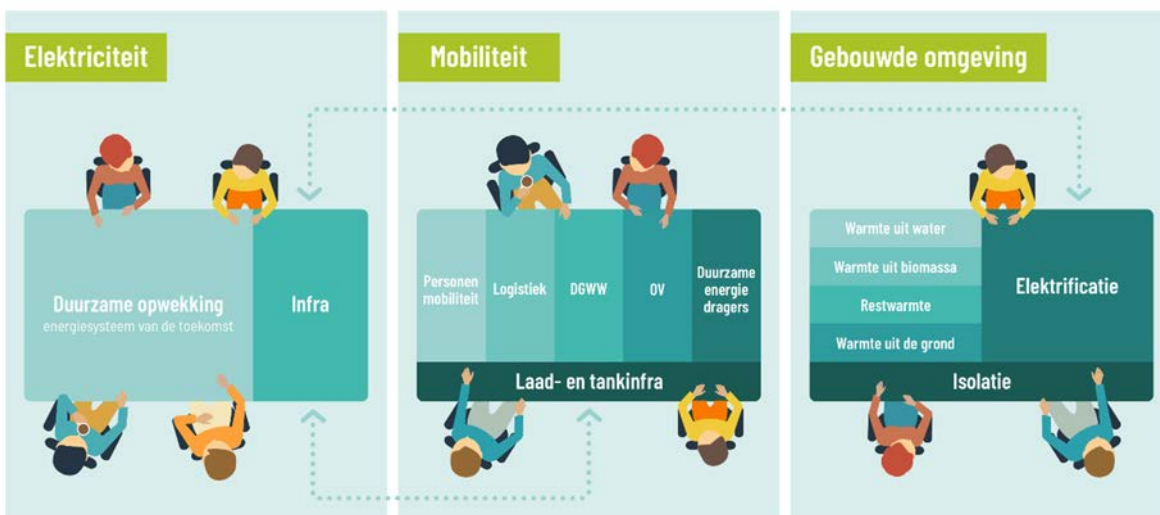 Elektriciteit
Duurzame opwekking
energiesysteem van de toekomst
Infra
Mobiliteit
Personen
mobiliteit
Logistiek
DGWW
OV
Duurzame
energie
dragers
Laad- en tankinfra
Gebouwde omgeving
Warmte uit water
Warmte uit biomassa
Restwarmte
Warmte uit de grond
Elektrificatie
Isolatie